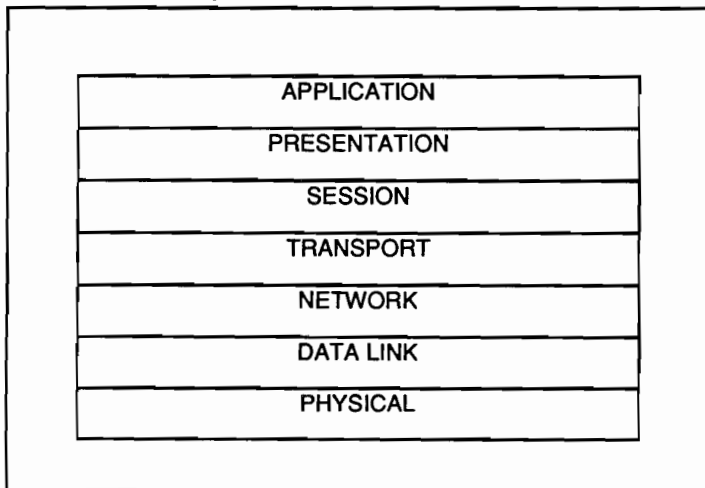 APPLICATION
PRESENTATION
SESSION
TRANSPORT
NETWORK
DATA LINK
PHYSICAL